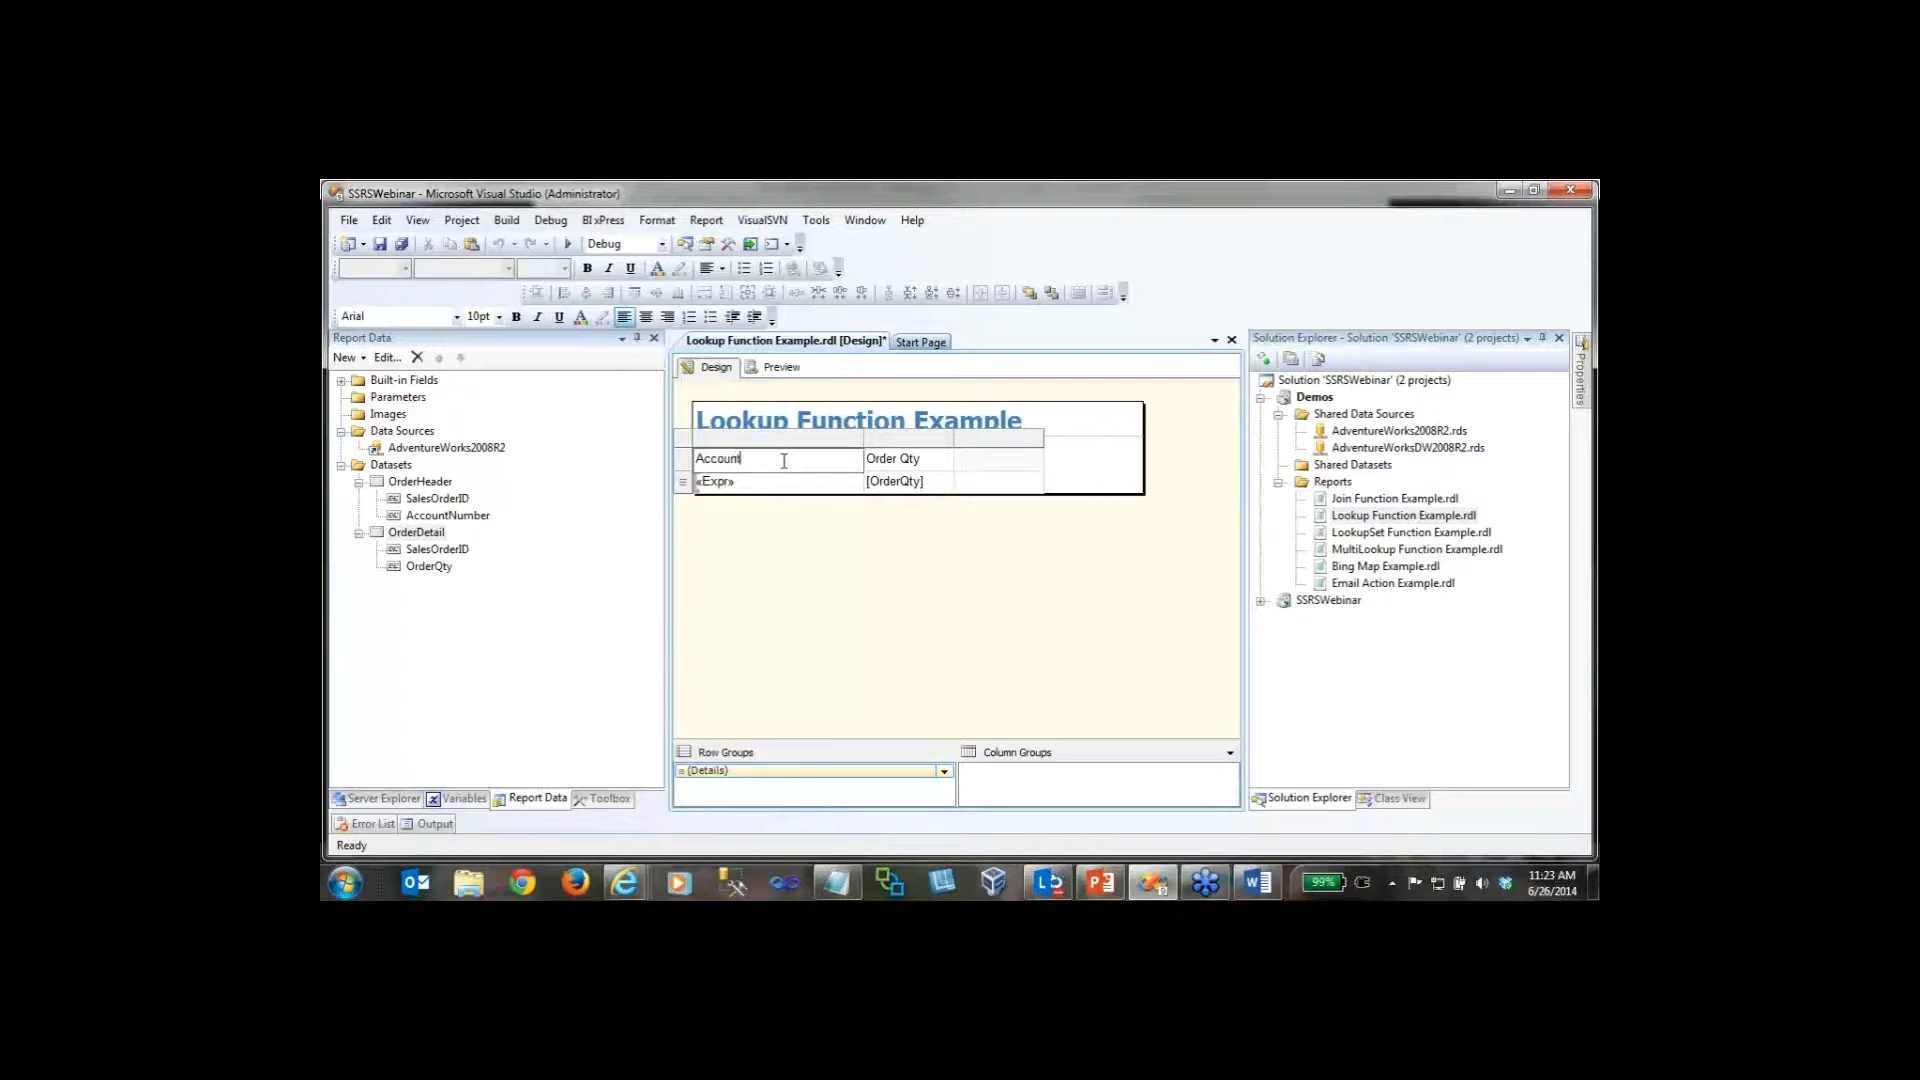 SSRSWebinar - Microsoft Visual Studio (Administrator)
File Edit View Project Build Debug BI xPress Format Report VisualSVN Tools Window Help
Debug
B I U
Arial 10pt B I U
Report Data
New Edit...
Built-in Fields
Parameters
Images
Data Sources
AdventureWorks2008R2
Datasets
OrderHeader
SalesOrderID
AccountNumber
OrderDetail
SalesOrderID
OrderQty
Server Explorer Variables Report Data Toolbox
Error List Output
Ready
Lookup Function Example.rdl [Design]* Start Page
Design Preview
Lookup Function Example
Account Order Qty
«Expr» [OrderQty]
Row Groups Column Groups
(Details)
Solution Explorer - Solution 'SSRSWebinar' (2 projects)
Solution 'SSRSWebinar' (2 projects)
Demos
Shared Data Sources
AdventureWorks2008R2.rds
AdventureWorksDW2008R2.rds
Shared Datasets
Reports
Join Function Example.rdl
Lookup Function Example.rdl
LookupSet Function Example.rdl
MultiLookup Function Example.rdl
Bing Map Example.rdl
Email Action Example.rdl
SSRSWebinar
Solution Explorer Class View
Properties
99%
11:23 AM
6/26/2014